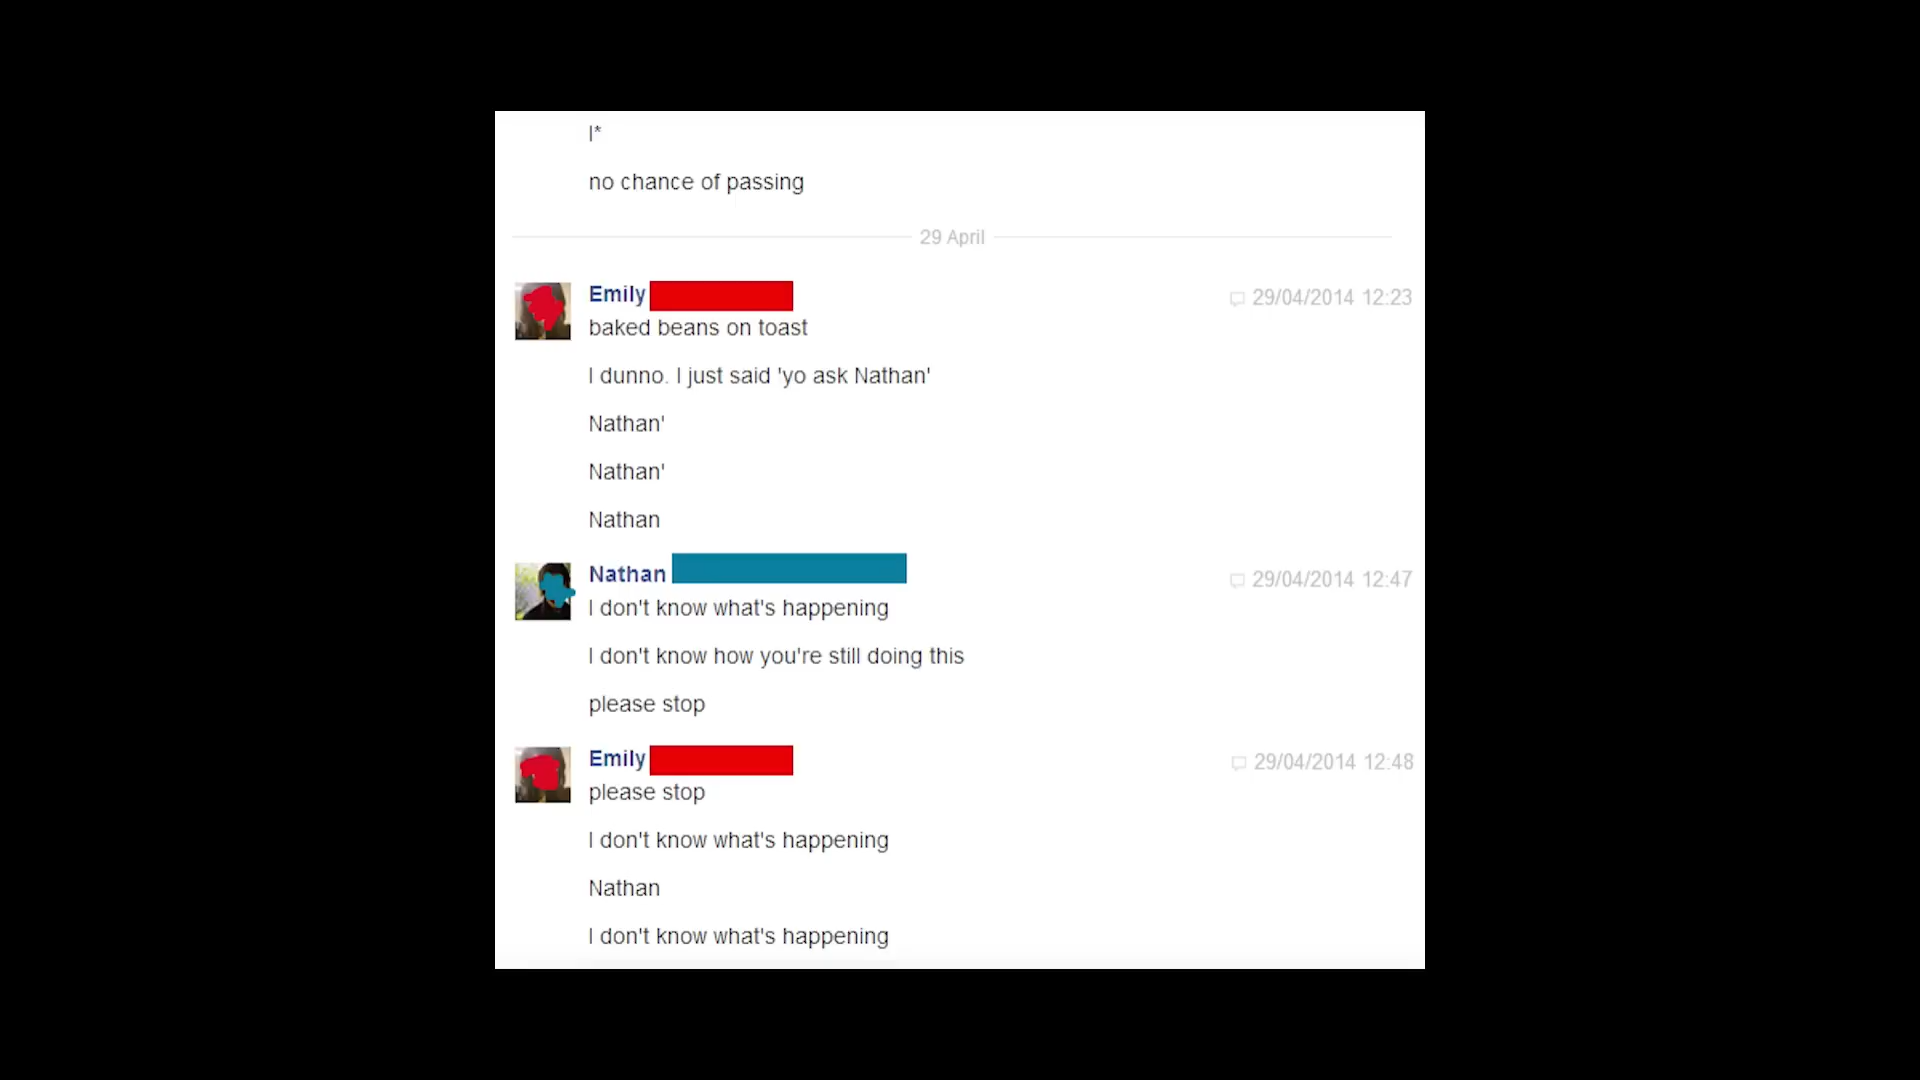 I*
no chance of passing
29 April
Emily
29/04/2014 12:23
baked beans on toast
I dunno. I just said 'yo ask Nathan'
Nathan'
Nathan'
Nathan
Nathan
29/04/2014 12:47
I don't know what's happening
I don't know how you're still doing this
please stop
Emily
29/04/2014 12:48
please stop
I don't know what's happening
Nathan
I don't know what's happening